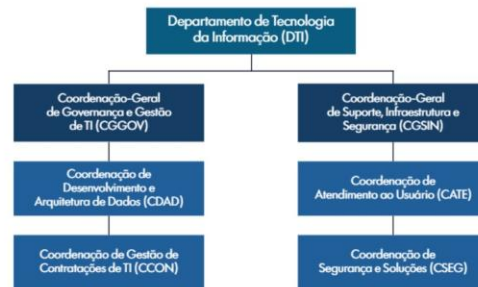 Departamento de Tecnologia
da Informação (DTI)
Coordenação-Geral
de Governança e Gestão
de TI (CGGOV)
Coordenação-Geral
de Suporte, Infraestrutura e
Segurança (CGSIN)
Coordenação de
Desenvolvimento e
Arquitetura de Dados (CDAD)
Coordenação de
Atendimento ao Usuário (CATE)
Coordenação de Gestão de
Contratações de TI (CCON)
Coordenação de
Segurança e Soluções (CSEG)